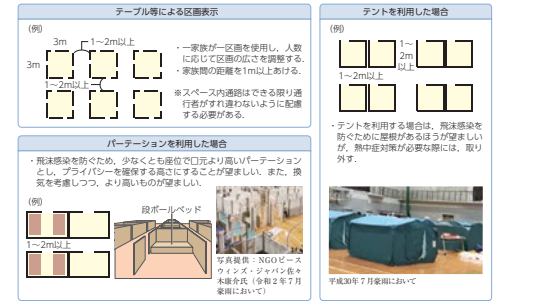 テーブル等による区画表示
(例)
3m
1～2m以上
3m
1～2m以上
・一家族が一区画を使用し，人数
に応じて区画の広さを調整する．
・家族間の距離を1m以上あける．
※スペース内通路はできる限り通
行者がすれ違わないように配慮
する必要がある．
パーテーションを利用した場合
・飛沫感染を防ぐため，少なくとも座位で口元より高いパーテーション
とし，プライバシーを確保する高さにすることが望ましい．また，換
気を考慮しつつ，より高いものが望ましい．
(例)
1～2m以上
段ボールベッド
写真提供：NGOピース
ウィンズ・ジャパン佐々
木康介氏（令和2年7月
豪雨において）
テントを利用した場合
(例)
1～
2m
以上
1～2m以上
・テントを利用する場合は，飛沫感染を
防ぐために屋根があるほうが望ましい
が，熱中症対策が必要な際には，取り
外す．
平成30年7月豪雨において